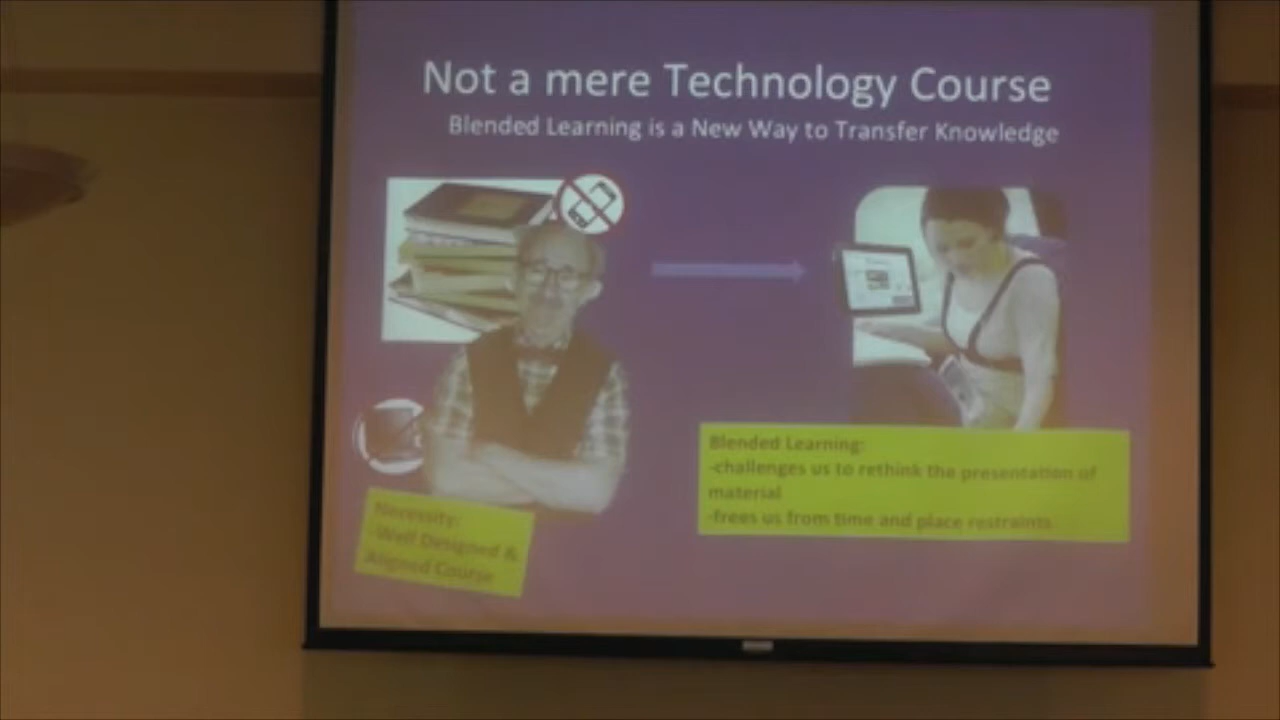 Not a mere Technology Course
Blended Learning is a New Way to Transfer Knowledge
Blended Learning:
-challenges us to rethink the presentation of
material
-frees us from time and place restraints
Necessity:
-Well Designed &
Aligned Course